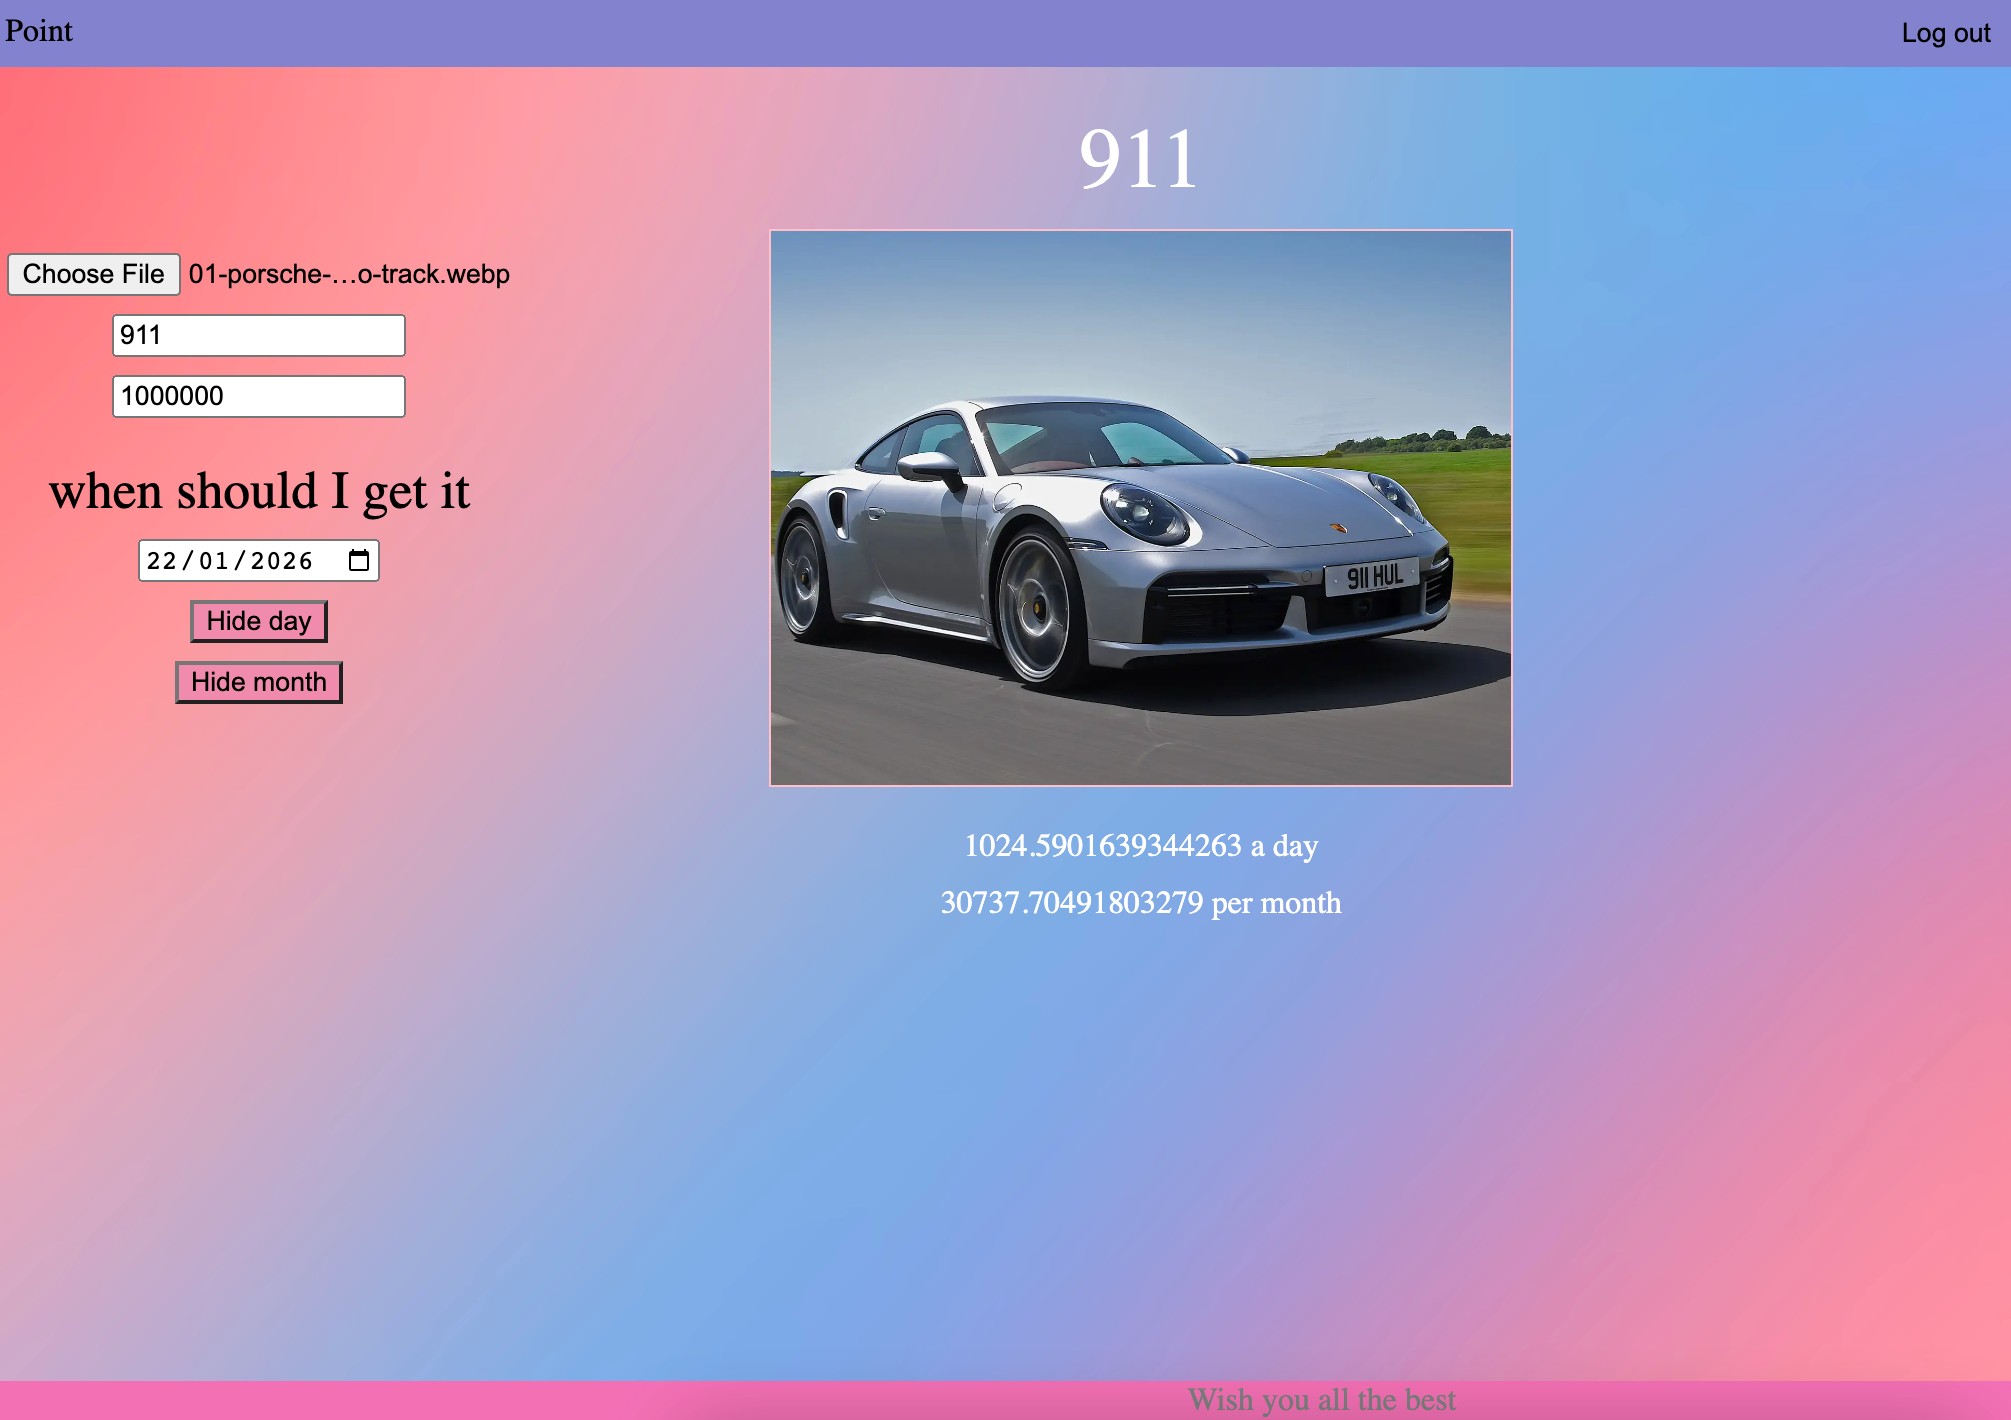 Point
Log out
911
Choose File 01-porsche-...o-track.webp
911
1000000
when should I get it
22/01/2026
Hide day
Hide month
911 HUL
1024.5901639344263 a day
30737.70491803279 per month
Wish you all the best